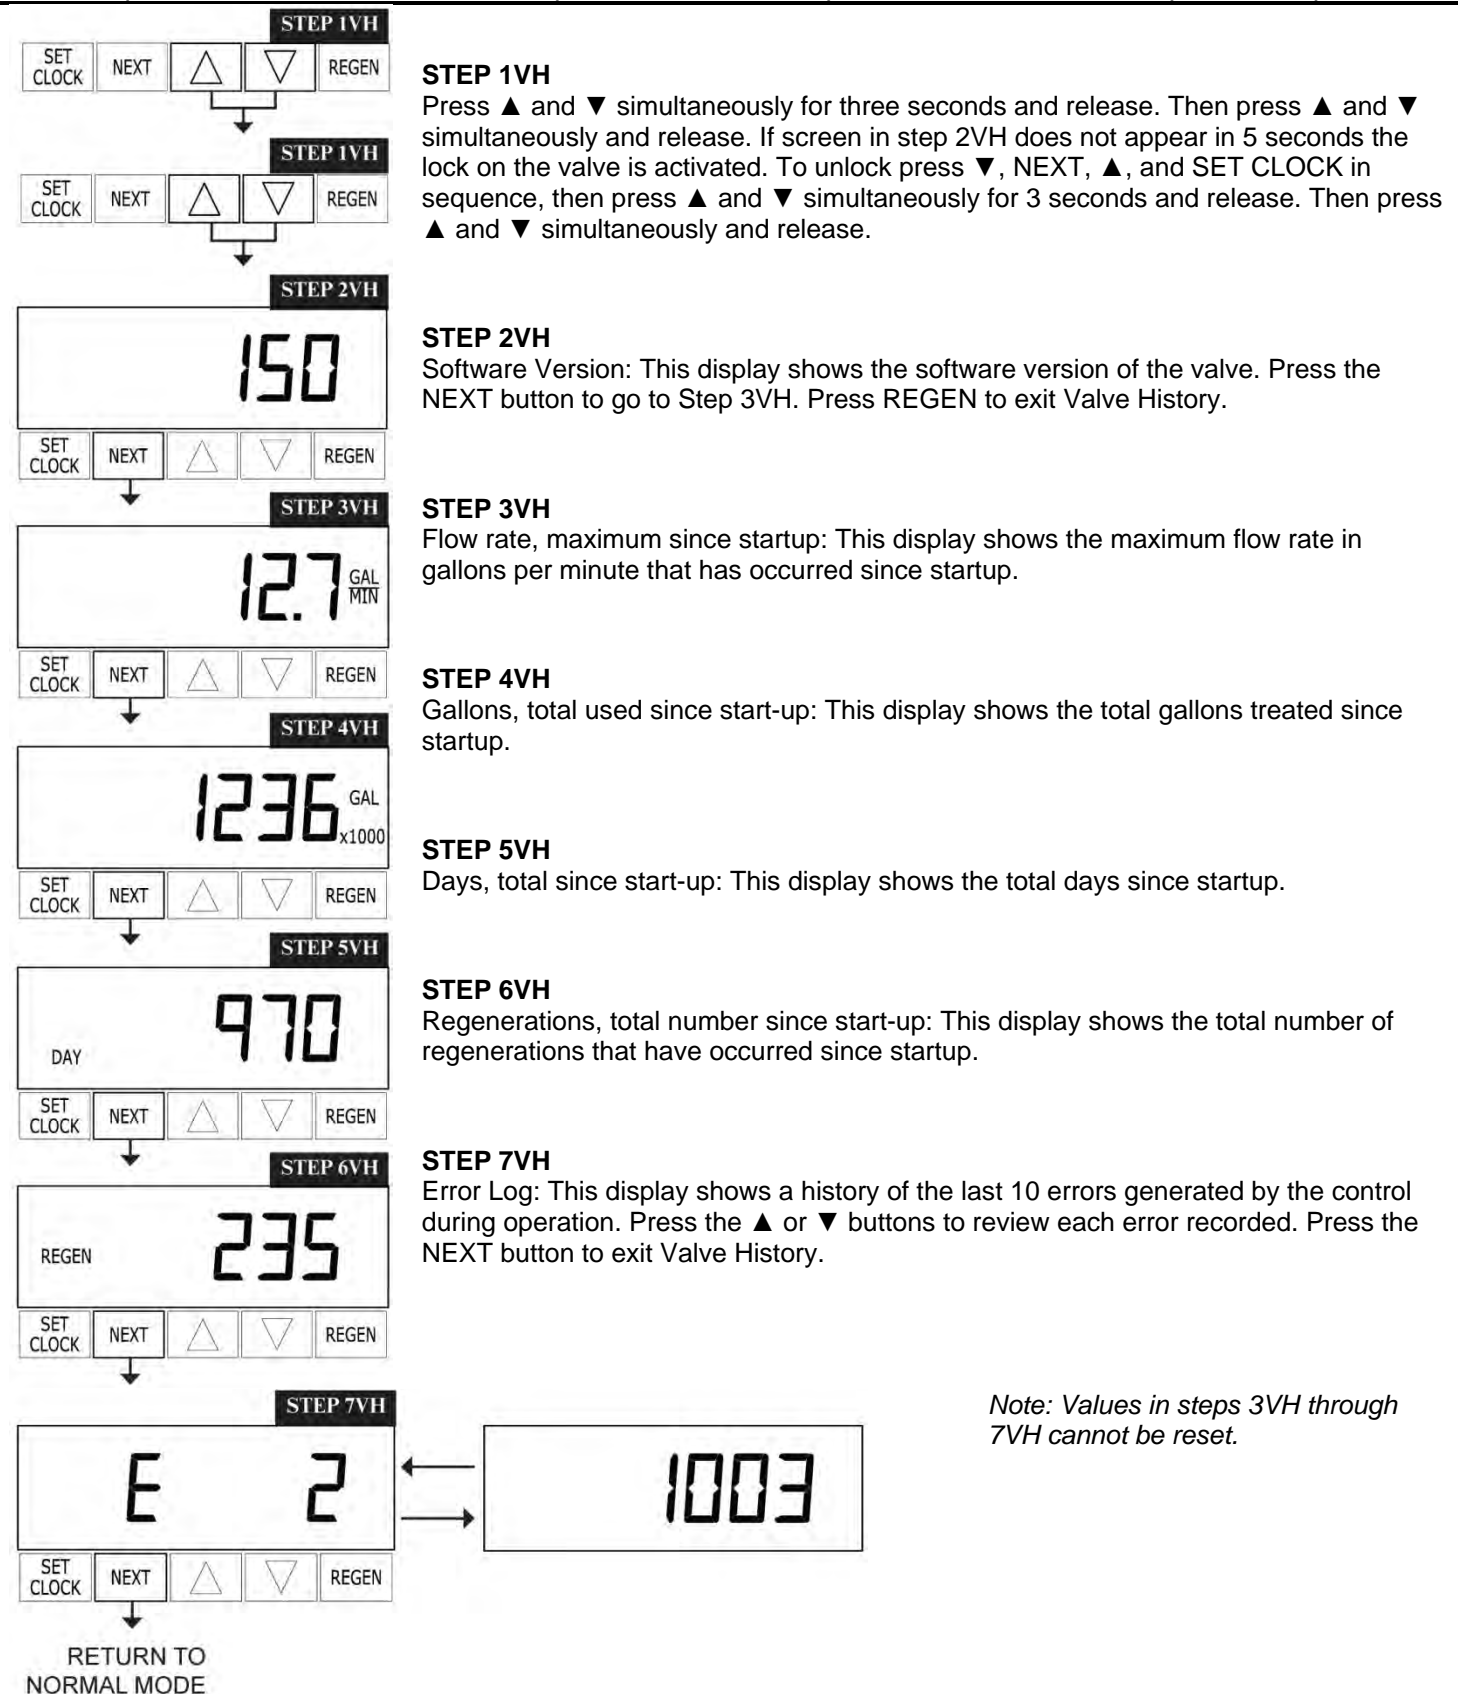 STEP 1VH
SET CLOCK NEXT △ ▽ REGEN
STEP 1VH
SET CLOCK NEXT △ ▽ REGEN
STEP 1VH
Press ▲ and ▼ simultaneously for three seconds and release. Then press ▲ and ▼
simultaneously and release. If screen in step 2VH does not appear in 5 seconds the
lock on the valve is activated. To unlock press ▼, NEXT, ▲, and SET CLOCK in
sequence, then press ▲ and ▼ simultaneously for 3 seconds and release. Then press
▲ and ▼ simultaneously and release.
STEP 2VH
150
SET CLOCK NEXT △ ▽ REGEN
STEP 2VH
Software Version: This display shows the software version of the valve. Press the
NEXT button to go to Step 3VH. Press REGEN to exit Valve History.
STEP 3VH
12.7 GAL
MIN
SET CLOCK NEXT △ ▽ REGEN
STEP 3VH
Flow rate, maximum since startup: This display shows the maximum flow rate in
gallons per minute that has occurred since startup.
STEP 4VH
1236 GAL
x1000
SET CLOCK NEXT △ ▽ REGEN
STEP 4VH
Gallons, total used since start-up: This display shows the total gallons treated since
startup.
STEP 5VH
DAY 970
SET CLOCK NEXT △ ▽ REGEN
STEP 5VH
Days, total since start-up: This display shows the total days since startup.
STEP 6VH
REGEN 235
SET CLOCK NEXT △ ▽ REGEN
STEP 6VH
Regenerations, total number since start-up: This display shows the total number of
regenerations that have occurred since startup.
STEP 7VH
E 2
1003
SET CLOCK NEXT △ ▽ REGEN
RETURN TO
NORMAL MODE
STEP 7VH
Error Log: This display shows a history of the last 10 errors generated by the control
during operation. Press the ▲ or ▼ buttons to review each error recorded. Press the
NEXT button to exit Valve History.
Note: Values in steps 3VH through
7VH cannot be reset.